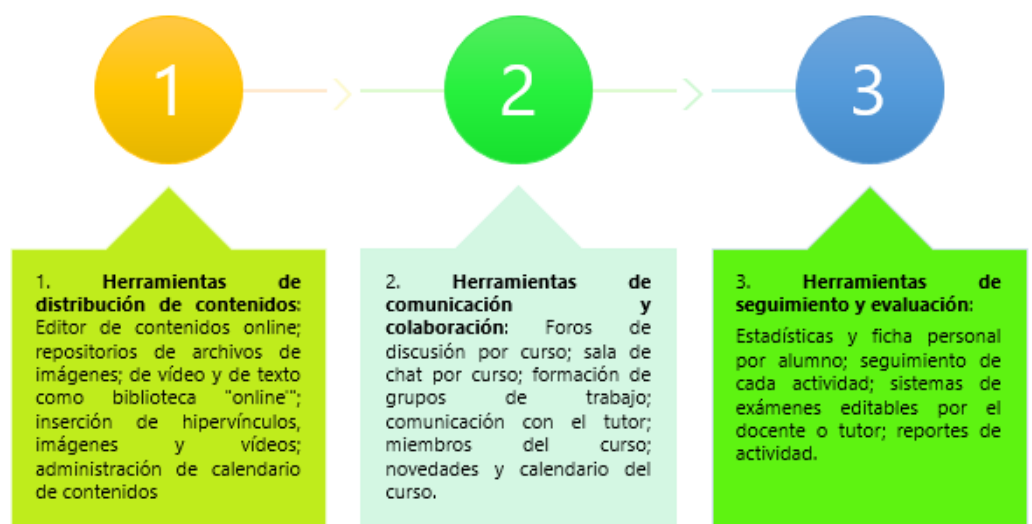 1
2
3
1. Herramientas de
distribución de contenidos:
Editor de contenidos online;
repositorios de archivos de
imágenes; de vídeo y de texto
como biblioteca "online"";
inserción de hipervínculos,
imágenes y vídeos;
administración de calendario
de contenidos
2. Herramientas de
comunicación y
colaboración: Foros de
discusión por curso; sala de
chat por curso; formación de
grupos de trabajo;
comunicación con el tutor;
miembros del curso;
novedades y calendario del
curso.
3. Herramientas de
seguimiento y evaluación:
Estadísticas y ficha personal
por alumno; seguimiento de
cada actividad; sistemas de
exámenes editables por el
docente o tutor; reportes de
actividad.